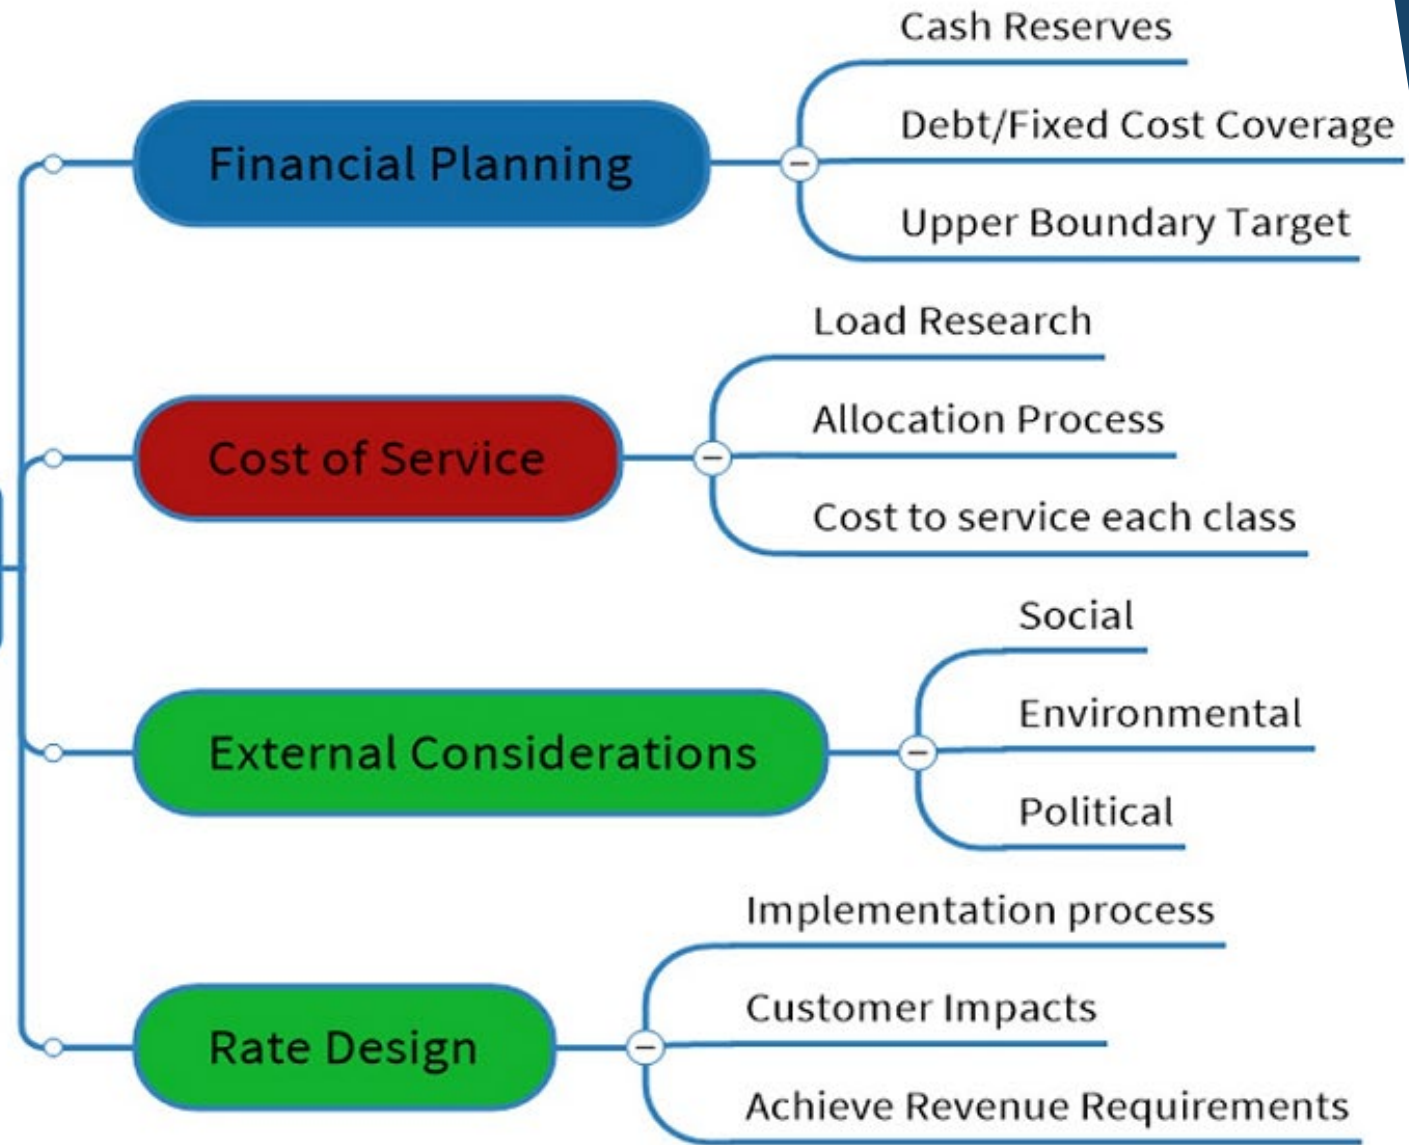 Financial Planning
Cash Reserves
Debt/Fixed Cost Coverage
Upper Boundary Target
Cost of Service
Load Research
Allocation Process
Cost to service each class
External Considerations
Social
Environmental
Political
Rate Design
Implementation process
Customer Impacts
Achieve Revenue Requirements